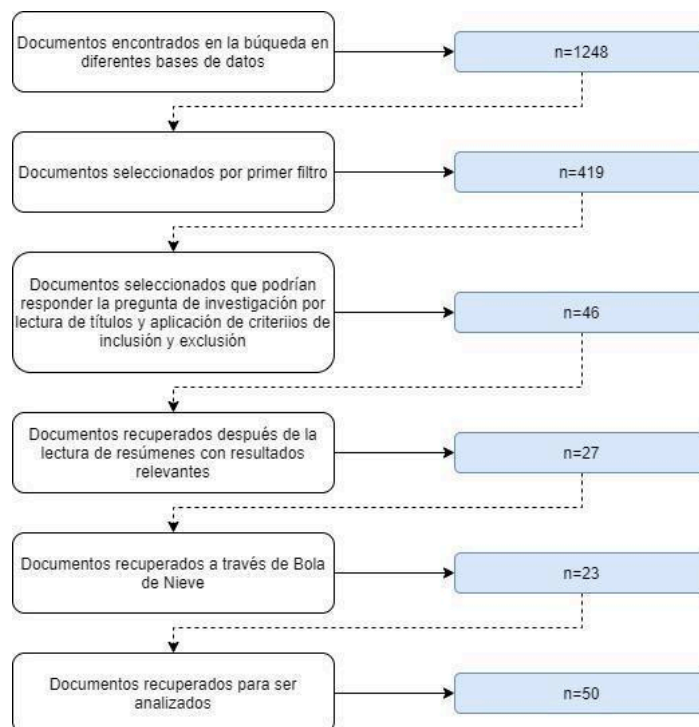 Documentos encontrados en la búqueda en
diferentes bases de datos
n=1248
Documentos seleccionados por primer filtro
n=419
Documentos seleccionados que podrían
responder la pregunta de investigación por
lectura de títulos y aplicación de criteriios de
inclusión y exclusión
n=46
Documentos recuperados después de la
lectura de resúmenes con resultados
relevantes
n=27
Documentos recuperados a través de Bola
de Nieve
n=23
Documentos recuperados para ser
analizados
n=50